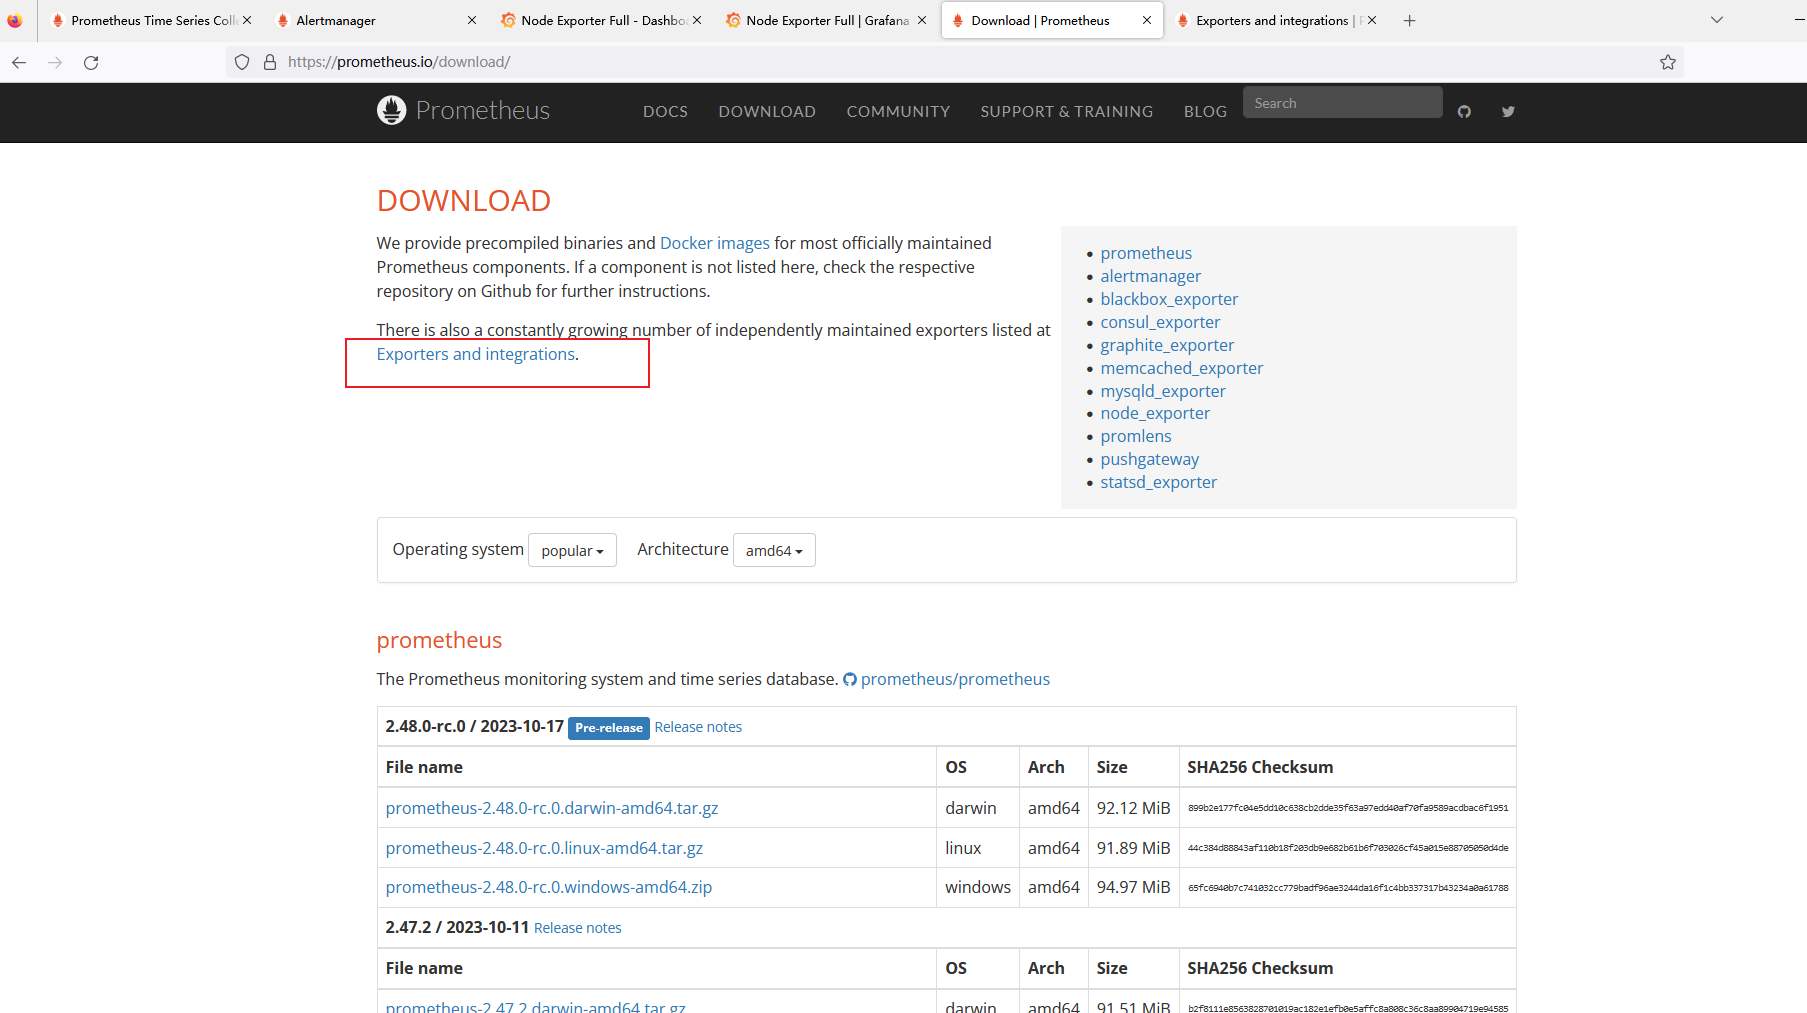 Prometheus Time Series Colle
Alertmanager
Node Exporter Full - Dashboa
Node Exporter Full | Grafana
Download | Prometheus
Exporters and integrations | P
https://prometheus.io/download/
Prometheus
DOCS
DOWNLOAD
COMMUNITY
SUPPORT & TRAINING
BLOG
Search
DOWNLOAD
We provide precompiled binaries and Docker images for most officially maintained
Prometheus components. If a component is not listed here, check the respective
repository on Github for further instructions.
There is also a constantly growing number of independently maintained exporters listed at
Exporters and integrations.
prometheus
alertmanager
blackbox_exporter
consul_exporter
graphite_exporter
memcached_exporter
mysqld_exporter
node_exporter
promlens
pushgateway
statsd_exporter
Operating system popular Architecture amd64
prometheus
The Prometheus monitoring system and time series database. prometheus/prometheus
2.48.0-rc.0 / 2023-10-17 Pre-release Release notes
File name OS Arch Size SHA256 Checksum
prometheus-2.48.0-rc.0.darwin-amd64.tar.gz darwin amd64 92.12 MiB 899b2e177fc04e5dd10c638cb2dde35f63a97edd40af70fa9589acdbac6f1951
prometheus-2.48.0-rc.0.linux-amd64.tar.gz linux amd64 91.89 MiB 44c384d88843af110b18f203db9e682b61b6f703026cf45a015e88705050d4de
prometheus-2.48.0-rc.0.windows-amd64.zip windows amd64 94.97 MiB 65fc6940b7c741032cc779badf96ae3244da16f1c4bb337317b43234a0a61788
2.47.2 / 2023-10-11 Release notes
File name OS Arch Size SHA256 Checksum
prometheus-2.47.2.darwin-amd64.tar.gz darwin amd64 91.51 MiB b2f8111e8563828701019ac182e1efb0e5affc8a808c36c8aa89904719e94585